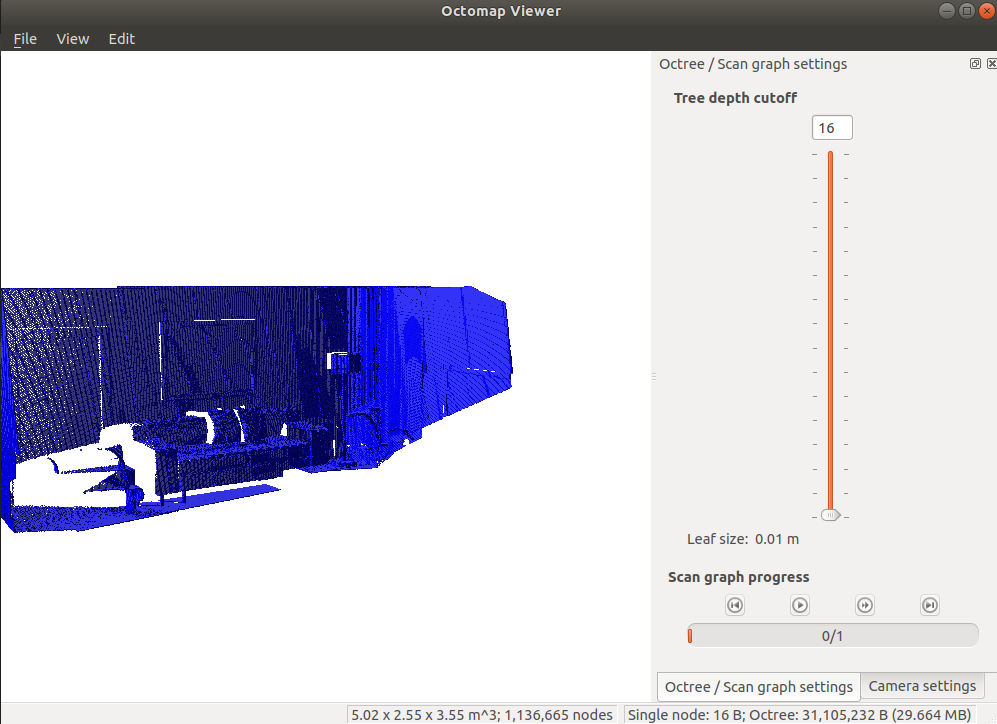 Octomap Viewer
File View Edit
Octree / Scan graph settings
Tree depth cutoff
16
Leaf size: 0.01 m
Scan graph progress
0/1
Octree / Scan graph settings Camera settings
5.02 x 2.55 x 3.55 m^3; 1,136,665 nodes Single node: 16 B; Octree: 31,105,232 B (29.664 MB)